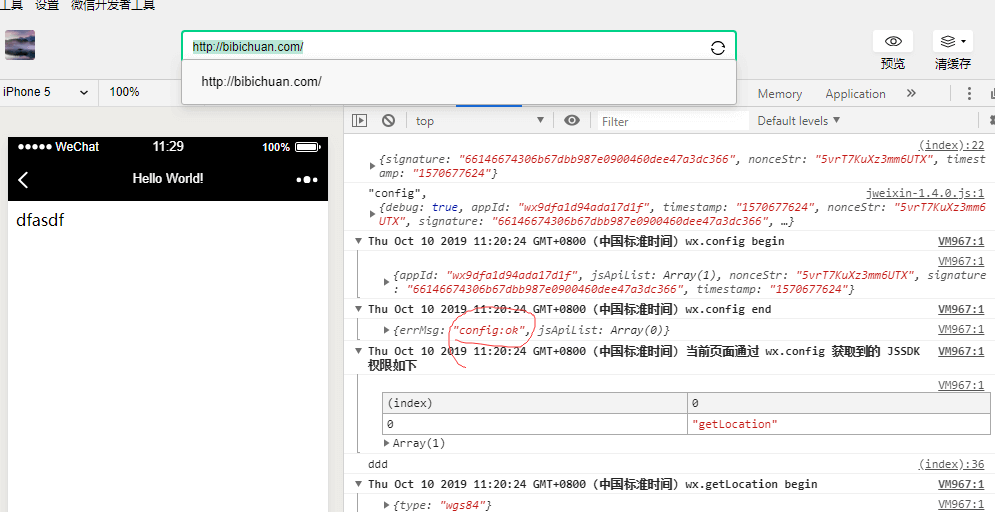 工具 设置 微信开发者工具
http://bibichuan.com/
http://bibichuan.com/
预览
清缓存
iPhone 5
100%
Memory
Application
»
WeChat
11:29
100%
Hello World!
dfasdf
top
Filter
Default levels
(index):22
{signature: "66146674306b67dbb987e0900460dee47a3dc366", nonceStr: "5vrT7KuXz3mm6UTX", timest
amp: "1570677624"}
"config",
jweixin-1.4.0.js:1
{debug: true, appId: "wx9dfa1d94ada17d1f", timestamp: "1570677624", nonceStr: "5vrT7KuXz3mm6
UTX", signature: "66146674306b67dbb987e0900460dee47a3dc366", …}
Thu Oct 10 2019 11:20:24 GMT+0800 (中国标准时间) wx.config begin
VM967:1
VM967:1
{appId: "wx9dfa1d94ada17d1f", jsApiList: Array(1), nonceStr: "5vrT7KuXz3mm6UTX", signature
: "66146674306b67dbb987e0900460dee47a3dc366", timestamp: "1570677624"}
Thu Oct 10 2019 11:20:24 GMT+0800 (中国标准时间) wx.config end
VM967:1
{errMsg: "config:ok", jsApiList: Array(0)}
VM967:1
Thu Oct 10 2019 11:20:24 GMT+0800 (中国标准时间) 当前页面通过 wx.config 获取到的 JSSDK
VM967:1
权限如下
VM967:1
(index) 0
0 "getLocation"
Array(1)
ddd
(index):36
Thu Oct 10 2019 11:20:24 GMT+0800 (中国标准时间) wx.getLocation begin
VM967:1
{type: "wgs84"}
VM967:1